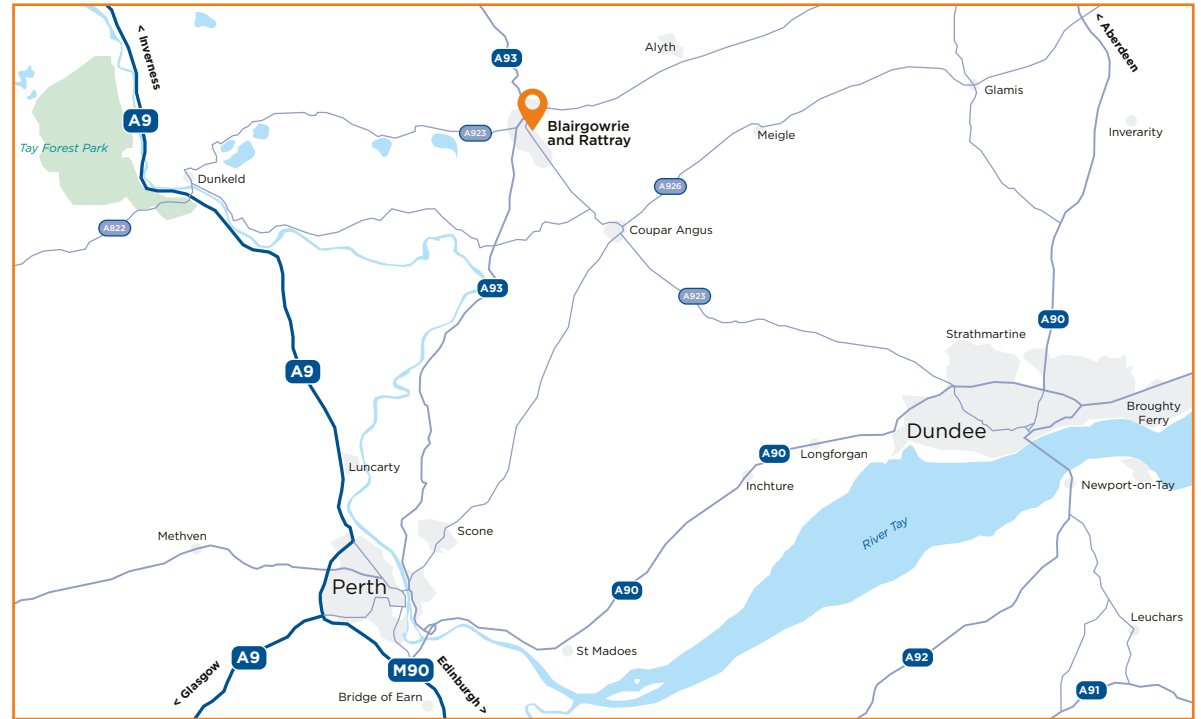 < Inverness
A93
Alyth
< Aberdeen
Glamis
A9
Blairgowrie
and Rattray
A923
Meigle
Inverarity
Tay Forest Park
Dunkeld
A926
A822
Coupar Angus
A93
A923
A90
Strathmartine
A9
Broughty
Ferry
Dundee
A90
Longforgan
Luncarty
Inchture
Newport-on-Tay
Methven
Scone
River Tay
Perth
A90
Leuchars
St Madoes
A9
A92
< Glasgow
M90
Edinburgh >
Bridge of Earn
A91